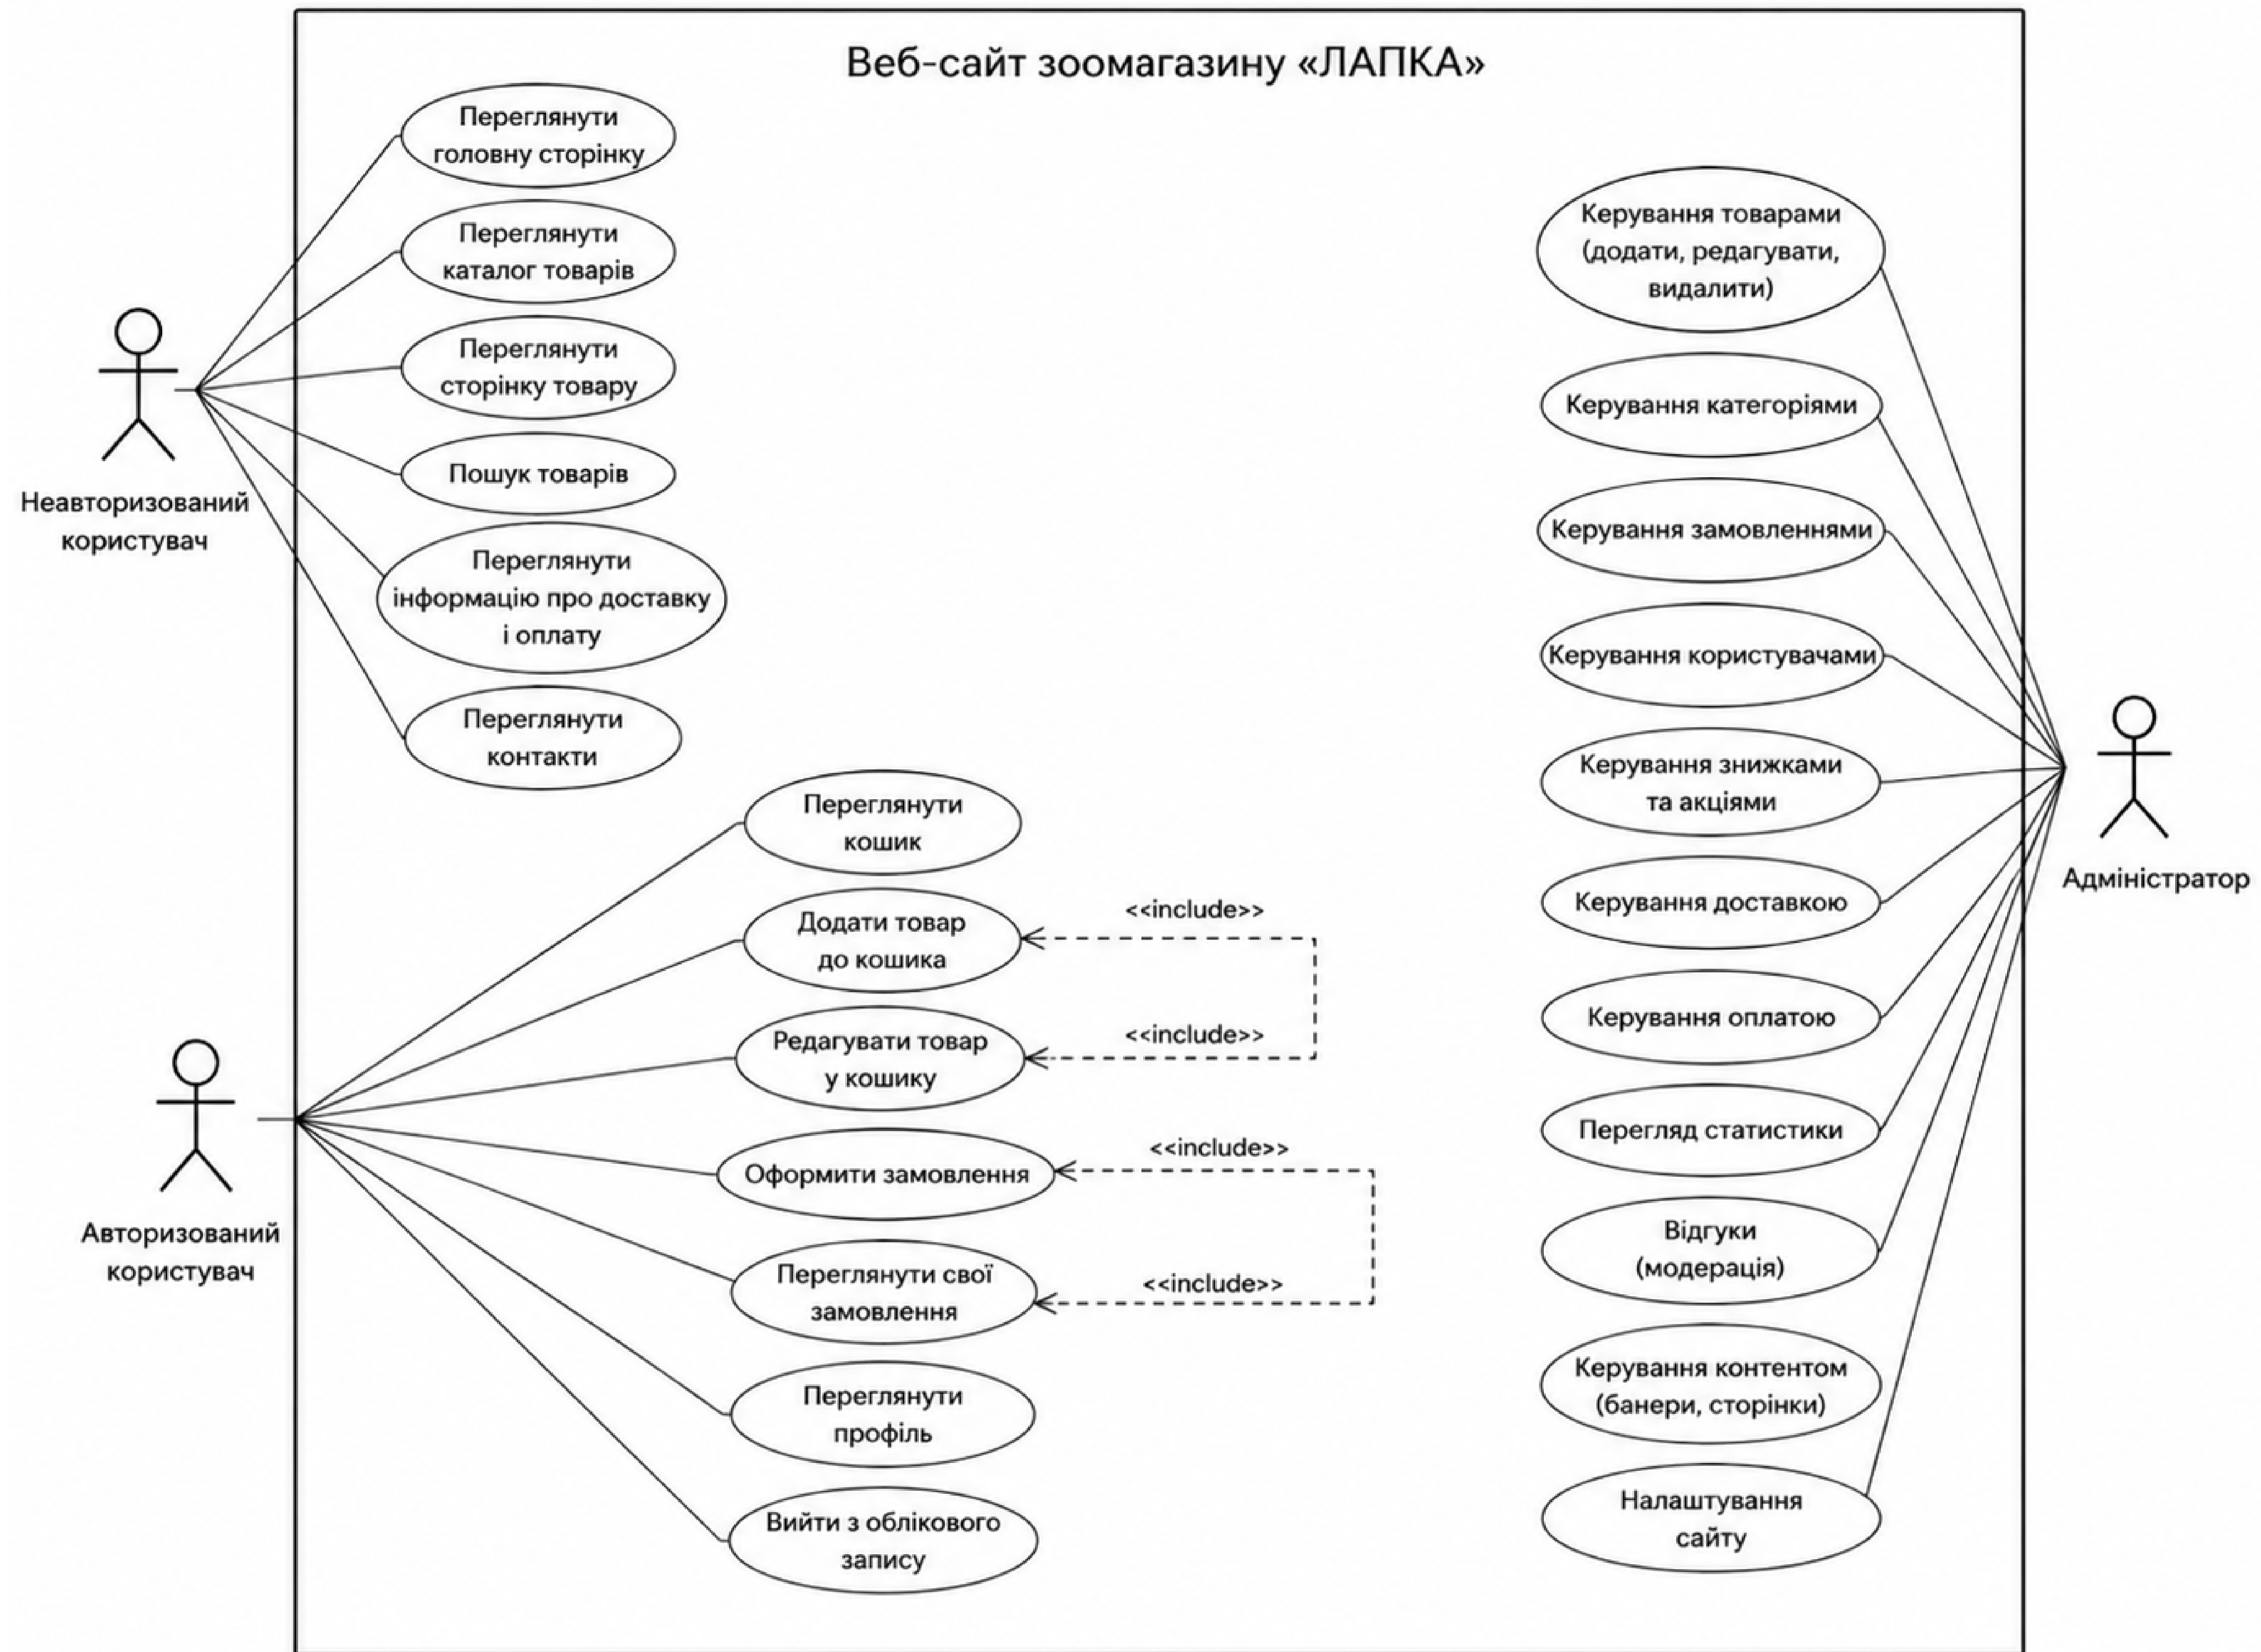 Веб-сайт зоомагазину «ЛАПКА»
Переглянути
головну сторінку
Переглянути
каталог товарів
Переглянути
сторінку товару
Пошук товарів
Переглянути
інформацію про доставку
і оплату
Переглянути
контакти
Неавторизований
користувач
Переглянути
кошик
Додати товар
до кошика
<<include>>
Редагувати товар
у кошику
<<include>>
Оформити замовлення
<<include>>
Переглянути свої
замовлення
<<include>>
Переглянути
профіль
Вийти з облікового
запису
Авторизований
користувач
Керування товарами
(додати, редагувати,
видалити)
Керування категоріями
Керування замовленнями
Керування користувачами
Керування знижками
та акціями
Керування доставкою
Керування оплатою
Перегляд статистики
Відгуки
(модерація)
Керування контентом
(банери, сторінки)
Налаштування
сайту
Адміністратор